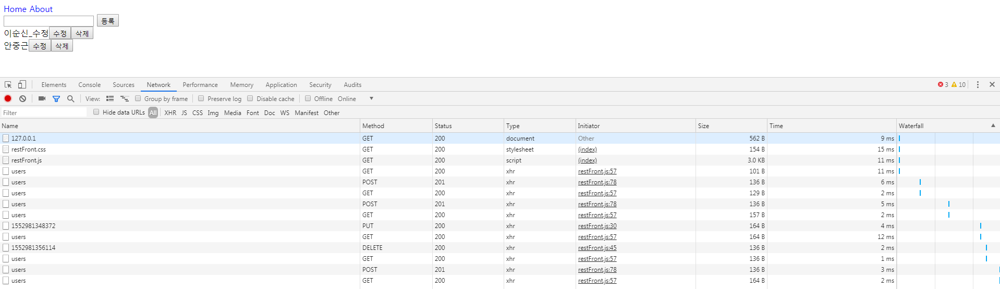 Home About
등록
이순신_수정 수정 삭제
안중근 수정 삭제
Elements Console Sources Network Performance Memory Application Security Audits 3 10
View: Group by frame Preserve log Disable cache Offline Online
Filter Hide data URLs All XHR JS CSS Img Media Font Doc WS Manifest Other
Name Method Status Type Initiator Size Time Waterfall
127.0.0.1 GET 200 document Other 562 B 9 ms
restFront.css GET 200 stylesheet (index) 154 B 15 ms
restFront.js GET 200 script (index) 3.0 KB 11 ms
users GET 200 xhr restFront.js:57 101 B 11 ms
users POST 201 xhr restFront.js:78 136 B 6 ms
users GET 200 xhr restFront.js:57 129 B 2 ms
users POST 201 xhr restFront.js:78 136 B 5 ms
users GET 200 xhr restFront.js:57 157 B 2 ms
1552981348372 PUT 200 xhr restFront.js:30 164 B 4 ms
users GET 200 xhr restFront.js:57 164 B 12 ms
1552981356114 DELETE 200 xhr restFront.js:45 136 B 2 ms
users GET 200 xhr restFront.js:57 136 B 1 ms
users POST 201 xhr restFront.js:78 136 B 3 ms
users GET 200 xhr restFront.js:57 164 B 2 ms